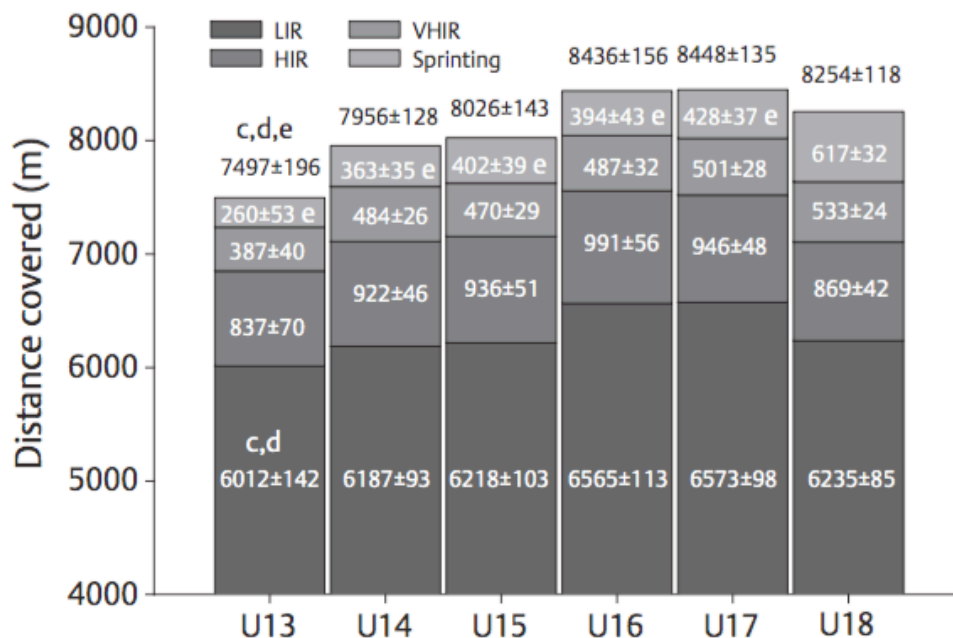 Distance covered (m)
9000
8000
7000
6000
5000
4000
LIR
VHIR
HIR
Sprinting
c,d,e
7497±196
260±53 e
387±40
837±70
c,d
6012±142
7956±128
363±35 e
484±26
922±46
6187±93
8026±143
402±39 e
470±29
936±51
6218±103
8436±156
394±43 e
487±32
991±56
6565±113
8448±135
428±37 e
501±28
946±48
6573±98
8254±118
617±32
533±24
869±42
6235±85
U13 U14 U15 U16 U17 U18